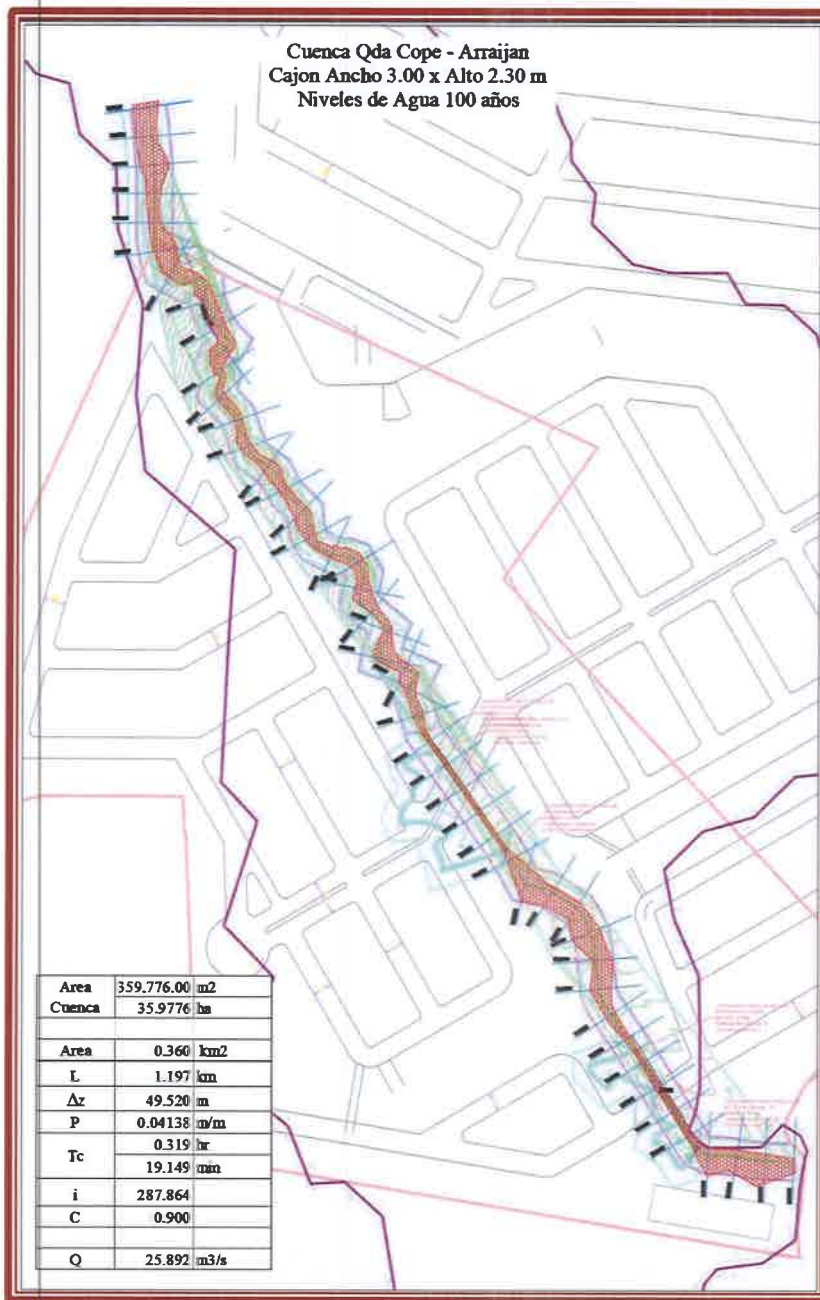 Cuenca Qda Cope - Arraijan
Cajon Ancho 3.00 x Alto 2.30 m
Niveles de Agua 100 años
Area 359.776.00 m2
Cuenca 35.9776 ha
Area 0.360 km2
L 1.197 km
Δz 49.520 m
P 0.04138 m/m
Tc 0.319 hr
19.149 min
i 287.864
C 0.900
Q 25.892 m3/s